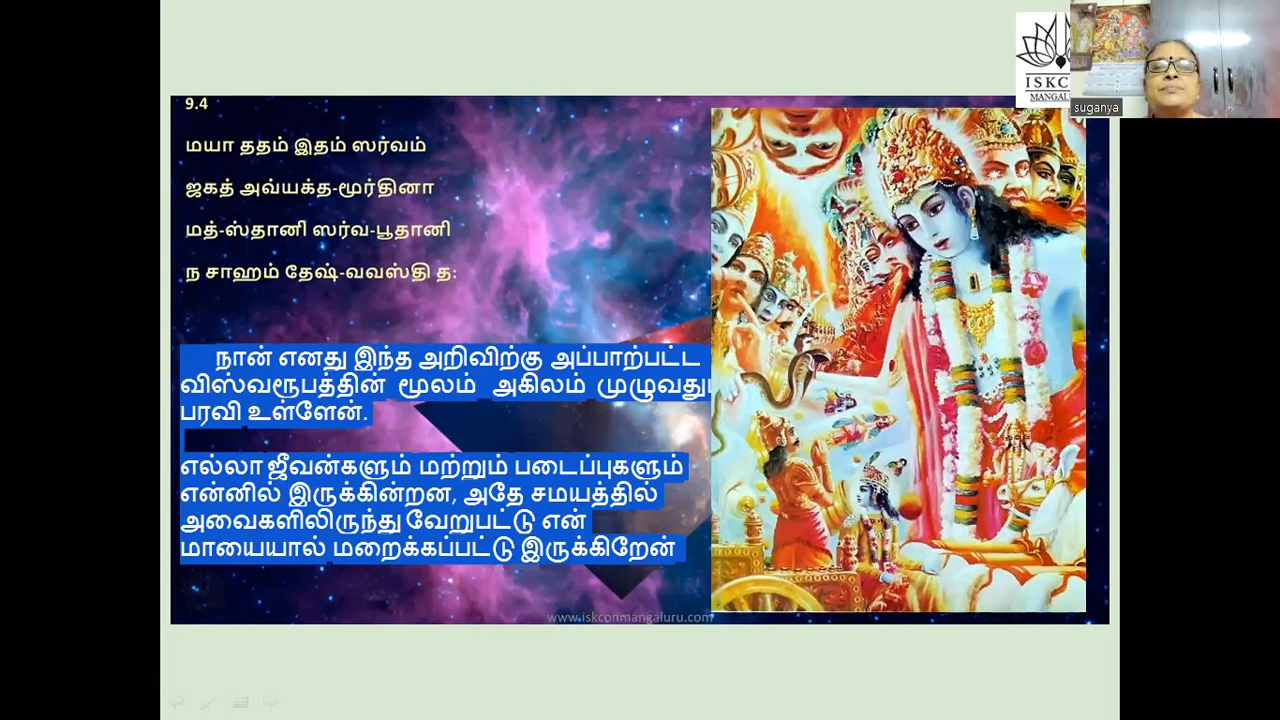 9.4
மயா ததம் இதம் ஸர்வம்
ஜகத் அவ்யக்த-மூர்தினா
மத்-ஸ்தானி ஸர்வ-பூதானி
ந சாஹம் தேஷ்-வவஸ்தி த:
நான் எனது இந்த அறிவிற்கு அப்பாற்பட்ட
விஸ்வரூபத்தின் மூலம் அகிலம்
பரவி உள்ளேன்.
எல்லா ஜீவன்களும் மற்றும் படைப்புகளும்
என்னில் இருக்கின்றன, அதே சமயத்தில்
அவைகளிலிருந்து வேறுபட்டு என்
மாயையால் மறைக்கப்பட்டு இருக்கிறேன்
www.iskconmangaluru.com
suganya